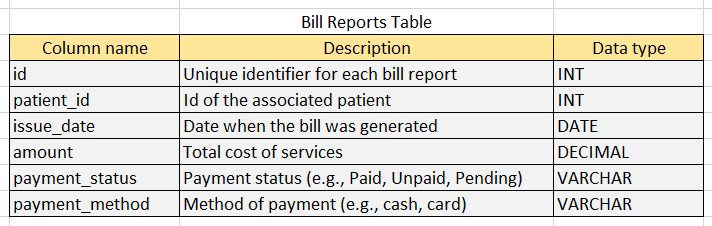 Bill Reports Table
Column name Description Data type
id Unique identifier for each bill report INT
patient_id Id of the associated patient INT
issue_date Date when the bill was generated DATE
amount Total cost of services DECIMAL
payment_status Payment status (e.g., Paid, Unpaid, Pending) VARCHAR
payment_method Method of payment (e.g., cash, card) VARCHAR